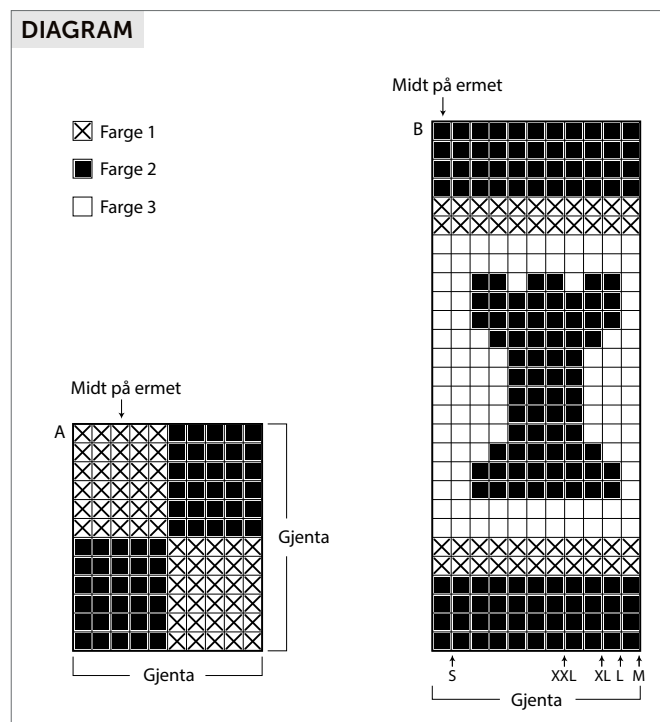 DIAGRAM
Farge 1
Farge 2
Farge 3
Midt på ermet
A
Gjenta
Gjenta
Midt på ermet
B
S XXL XL L M
Gjenta